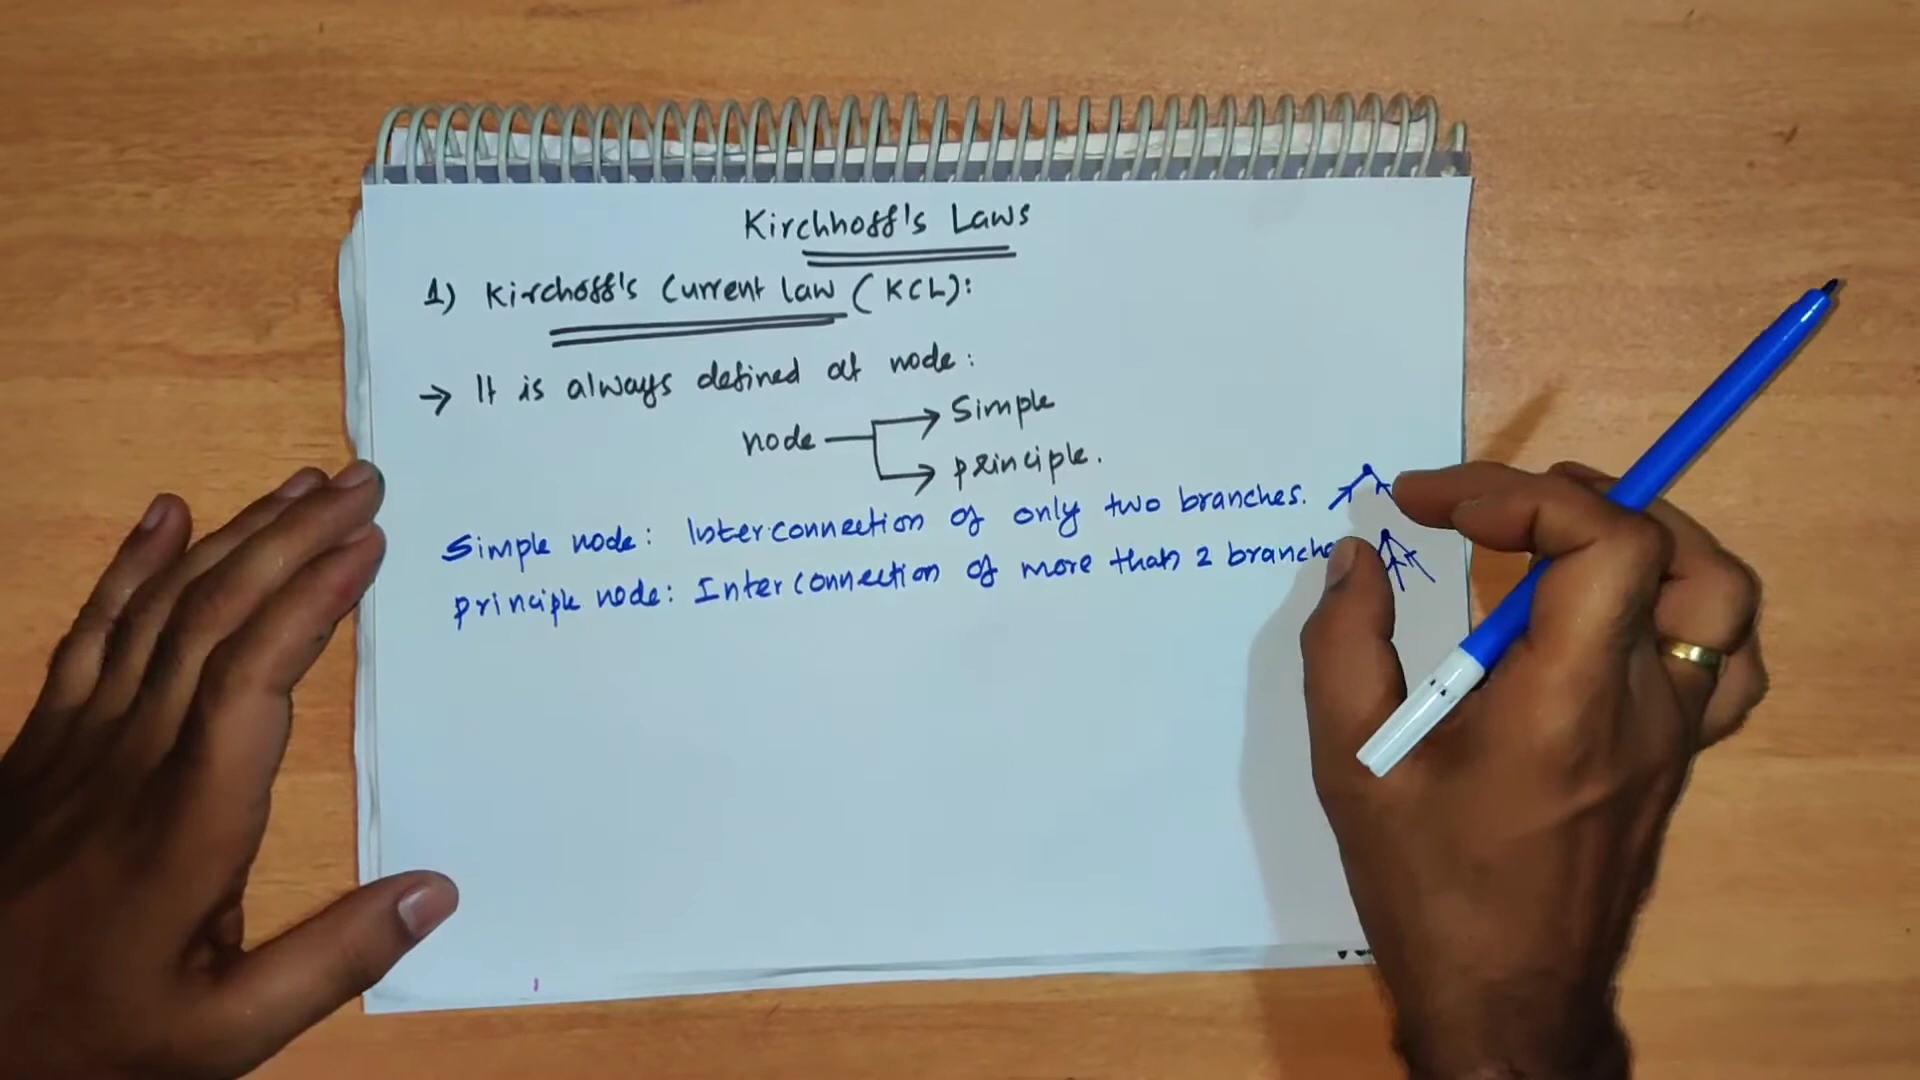 Kirchhoff's Laws
1) Kirchoff's Current law (KCL):
→ It is always defined at node:
Simple
node
principle.
Simple node: Interconnection of only two branches.
principle node: Interconnection of more than 2 branche